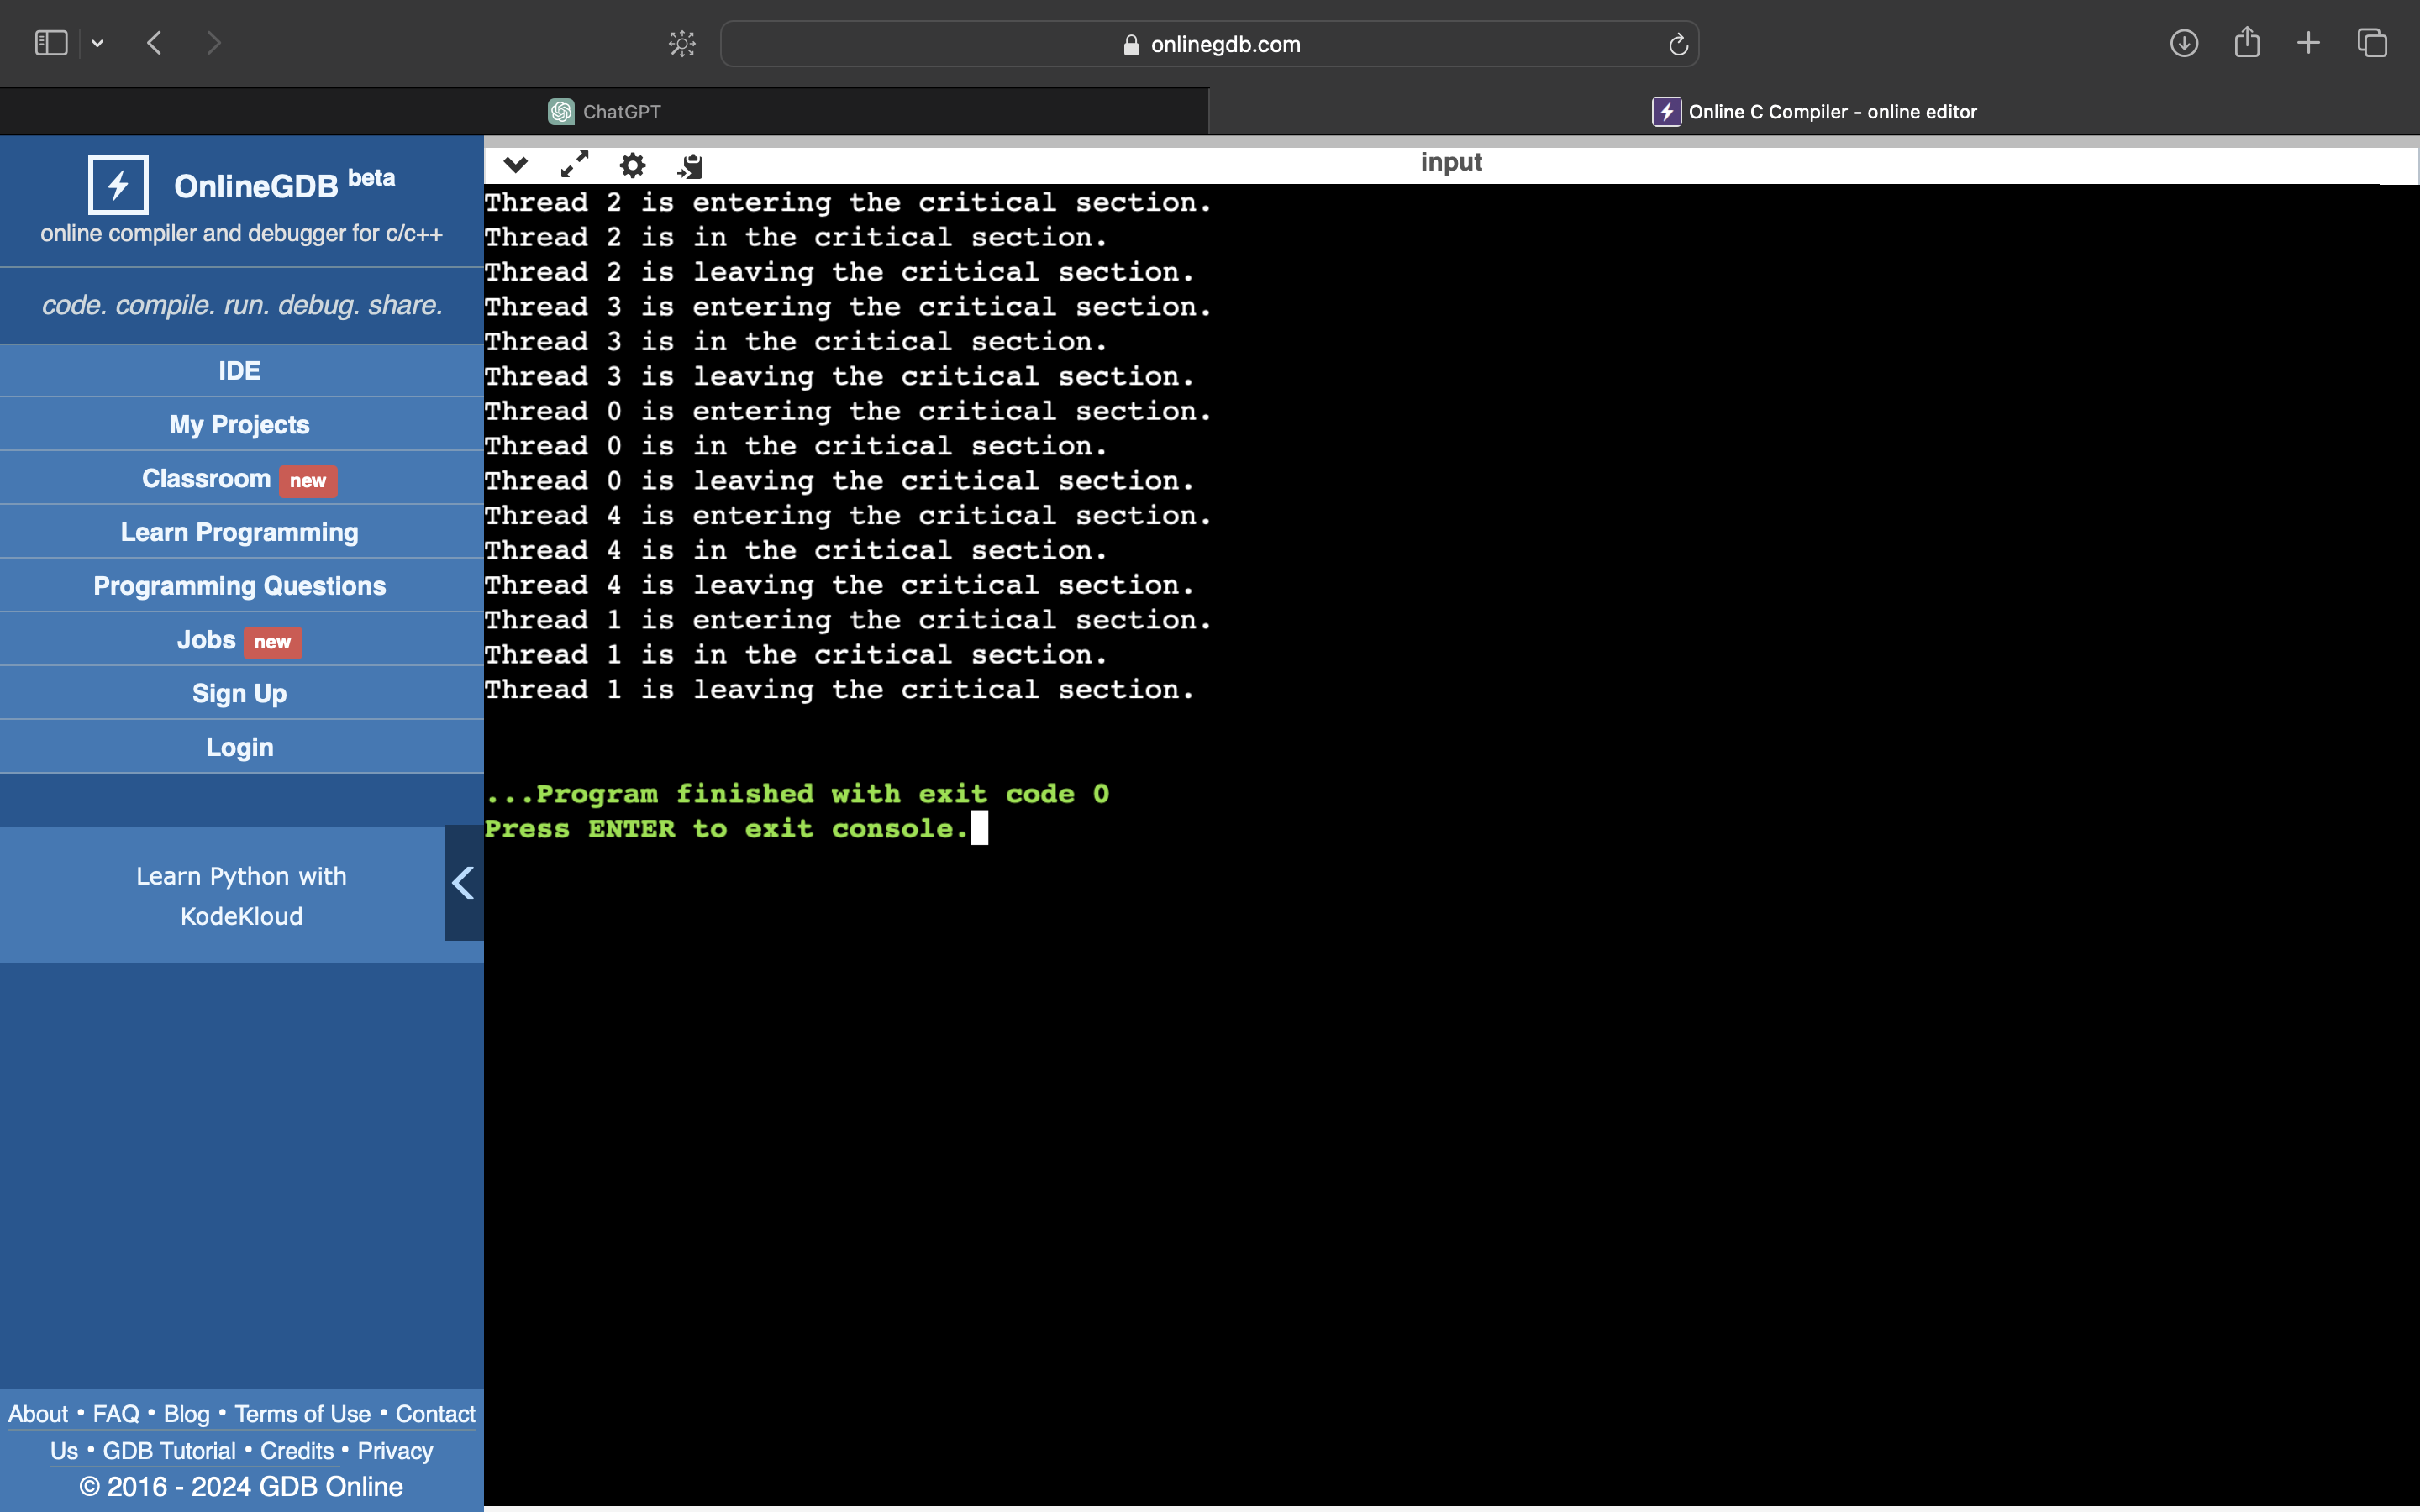 onlinegdb.com
ChatGPT
Online C Compiler - online editor
OnlineGDB beta
online compiler and debugger for c/c++
code. compile. run. debug. share.
IDE
My Projects
Classroom new
Learn Programming
Programming Questions
Jobs new
Sign Up
Login
Learn Python with
KodeKloud
About • FAQ • Blog • Terms of Use • Contact
Us • GDB Tutorial • Credits • Privacy
© 2016 - 2024 GDB Online
input
Thread 2 is entering the critical section.
Thread 2 is in the critical section.
Thread 2 is leaving the critical section.
Thread 3 is entering the critical section.
Thread 3 is in the critical section.
Thread 3 is leaving the critical section.
Thread 0 is entering the critical section.
Thread 0 is in the critical section.
Thread 0 is leaving the critical section.
Thread 4 is entering the critical section.
Thread 4 is in the critical section.
Thread 4 is leaving the critical section.
Thread 1 is entering the critical section.
Thread 1 is in the critical section.
Thread 1 is leaving the critical section.
...Program finished with exit code 0
Press ENTER to exit console.